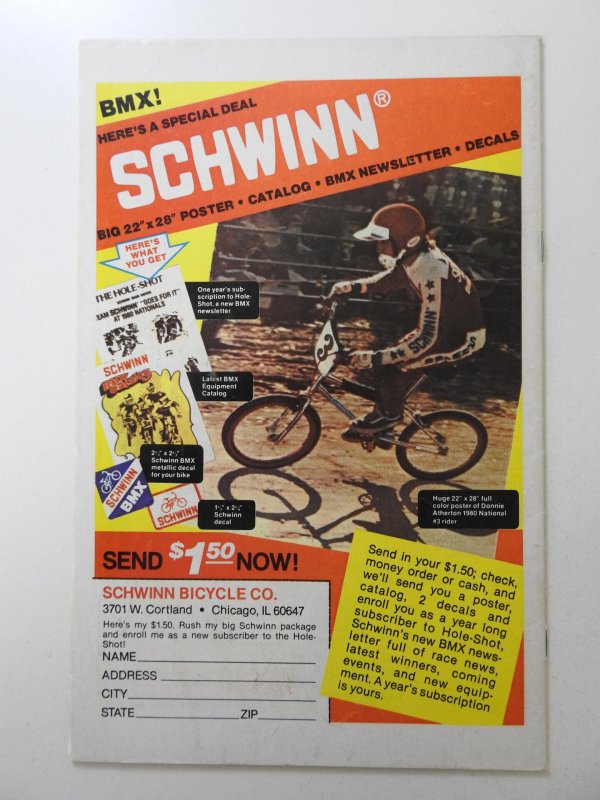 BMX!
HERE'S A SPECIAL DEAL
SCHWINN®
BIG 22" x 28" POSTER • CATALOG • BMX NEWSLETTER • DECALS
HERE'S
WHAT
YOU GET
THE HOLE-SHOT
TEAM SCHWINN "GOES FOR IT"
AT 1980 NATIONALS
One year's sub-
scription to Hole-
Shot, a new BMX
newsletter
SCHWINN
Latest BMX
Equipment
Catalog
2½" x 2½"
Schwinn BMX
metallic decal
for your bike
SCHWINN
BMX
SCHWINN
1½" x 2½"
Schwinn
decal
SCHWINN
Huge 22" x 28" full
color poster of Donnie
Atherton 1980 National
#3 rider
SEND $1.50 NOW!
SCHWINN BICYCLE CO.
3701 W. Cortland • Chicago, IL 60647
Here's my $1.50. Rush my big Schwinn package
and enroll me as a new subscriber to the Hole-
Shot!
NAME
ADDRESS
CITY
STATE ZIP
Send in your $1.50; check,
money order or cash, and
we'll send you a poster,
catalog, 2 decals and
enroll you as a year long
subscriber to Hole-Shot,
Schwinn's new BMX news-
letter full of race news,
latest winners, coming
events, and new equip-
ment. A year's subscription
is yours.